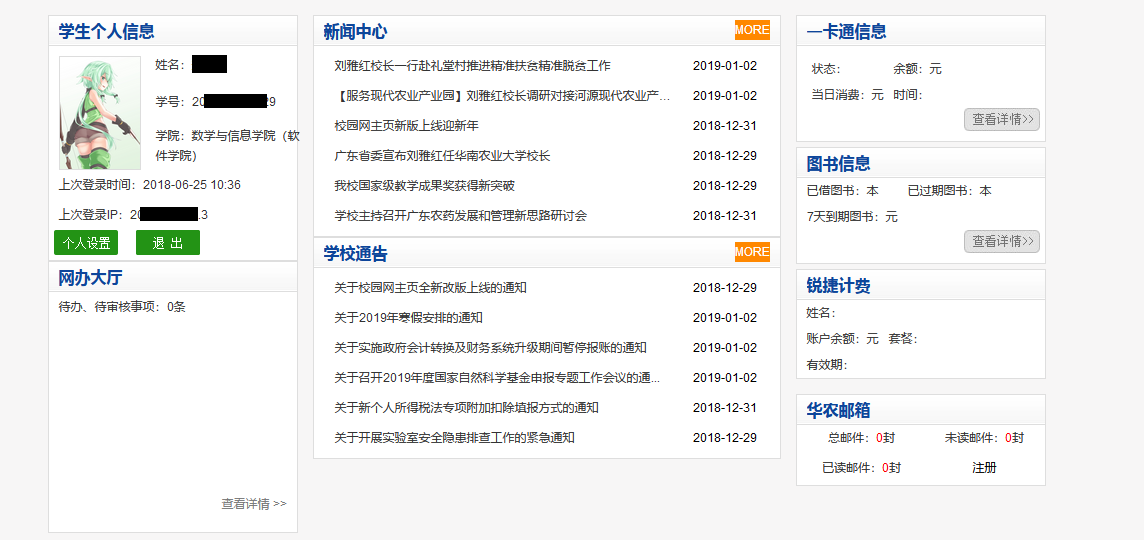 学生个人信息
姓名:
学号: 20 29
学院: 数学与信息学院(软
件学院)
上次登录时间: 2018-06-25 10:36
上次登录IP: 20 .3
个人设置 退 出
网办大厅
待办、待审核事项: 0条
查看详情 >>
新闻中心 MORE
刘雅红校长一行赴礼堂村推进精准扶贫精准脱贫工作 2019-01-02
【服务现代农业产业园】刘雅红校长调研对接河源现代农业产... 2019-01-02
校园网主页新版上线迎新年 2018-12-31
广东省委宣布刘雅红任华南农业大学校长 2018-12-29
我校国家级教学成果奖获得新突破 2018-12-29
学校主持召开广东农药发展和管理新思路研讨会 2018-12-31
学校通告 MORE
关于校园网主页全新改版上线的通知 2018-12-29
关于2019年寒假安排的通知 2019-01-02
关于实施政府会计转换及财务系统升级期间暂停报账的通知 2019-01-02
关于召开2019年度国家自然科学基金申报专题工作会议的通... 2019-01-02
关于新个人所得税法专项附加扣除填报方式的通知 2018-12-31
关于开展实验室安全隐患排查工作的紧急通知 2018-12-29
一卡通信息
状态: 余额: 元
当日消费: 元 时间:
查看详情>>
图书信息
已借图书: 本 已过期图书: 本
7天到期图书: 元
查看详情>>
锐捷计费
姓名:
账户余额: 元 套餐:
有效期:
华农邮箱
总邮件: 0封 未读邮件: 0封
已读邮件: 0封 注册